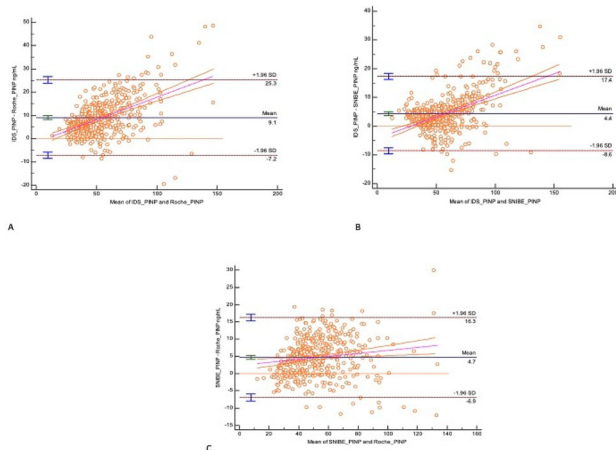 50
40
30
20
10
0
-10
-20
0
50
100
150
200
IDS_PINP - Roche_PINP ng/mL
Mean of IDS_PINP and Roche_PINP
+1.96 SD
25.3
Mean
9.1
-1.96 SD
-7.2
A
40
30
20
10
0
-10
-20
0
50
100
150
200
IDS_PINP - SNIBE_PINP ng/mL
Mean of IDS_PINP and SNIBE_PINP
+1.96 SD
17.4
Mean
4.4
-1.96 SD
-8.6
B
30
25
20
15
10
5
0
-5
-10
-15
0
20
40
60
80
100
120
140
160
SNIBE_PINP - Roche_PINP ng/mL
Mean of SNIBE_PINP and Roche_PINP
+1.96 SD
16.3
Mean
4.7
-1.96 SD
-6.9
C